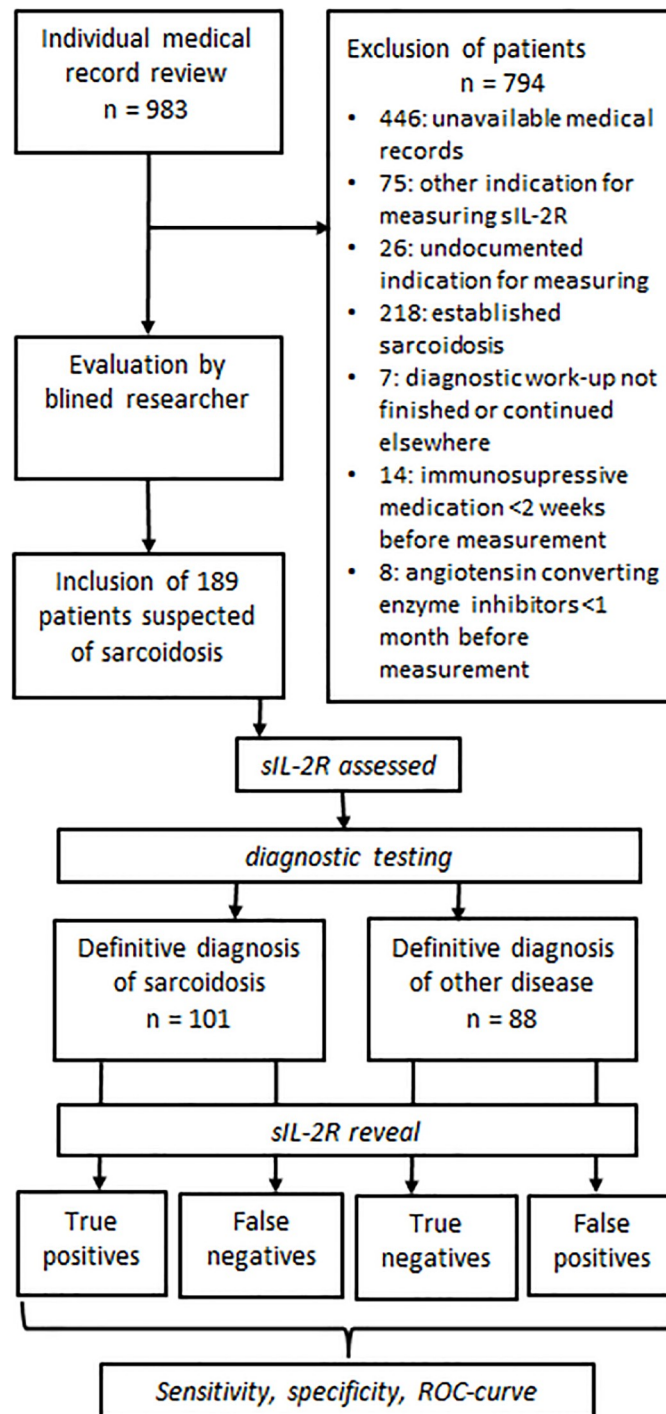 Individual medical
record review
n = 983
Exclusion of patients
n = 794
• 446: unavailable medical
records
• 75: other indication for
measuring sIL-2R
• 26: undocumented
indication for measuring
• 218: established
sarcoidosis
• 7: diagnostic work-up not
finished or continued
elsewhere
• 14: immunosupressive
medication <2 weeks
before measurement
• 8: angiotensin converting
enzyme inhibitors <1
month before
measurement
Evaluation by
blined researcher
Inclusion of 189
patients suspected
of sarcoidosis
sIL-2R assessed
diagnostic testing
Definitive diagnosis
of sarcoidosis
n = 101
Definitive diagnosis
of other disease
n = 88
sIL-2R reveal
True
positives
False
negatives
True
negatives
False
positives
Sensitivity, specificity, ROC-curve